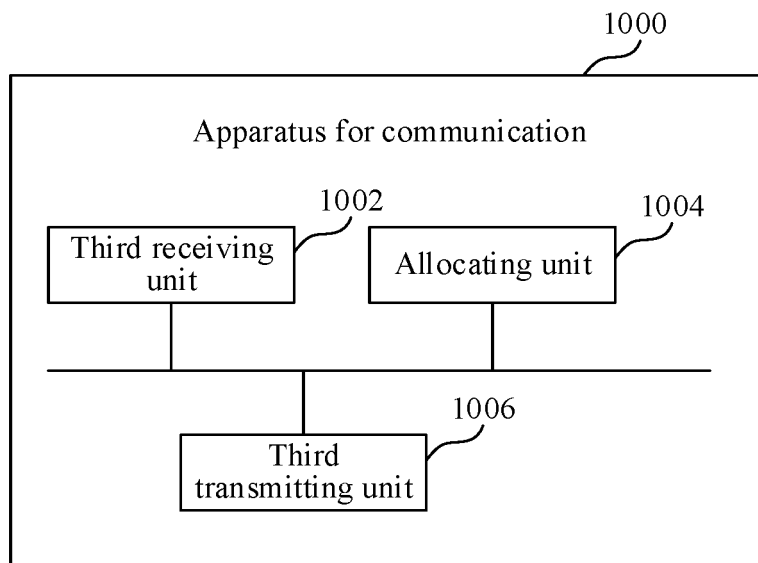 1000
Apparatus for communication
1002
1004
Third receiving
unit
Allocating unit
1006
Third
transmitting unit